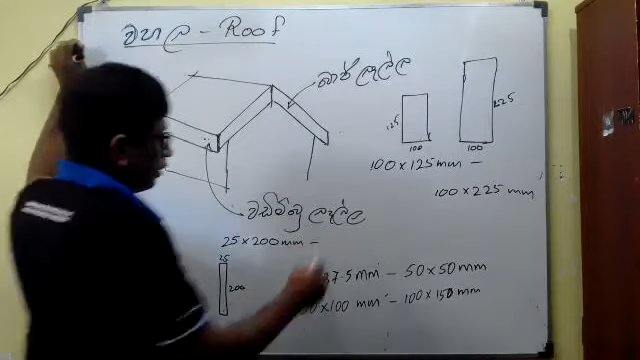 වහල - Roof
බාජ් ලෑල්ල
125
100
225
100
100 x 125 mm -
100 x 225 mm
වඩිම්බු ලෑල්ල
25 x 200 mm -
25
200
37.5 mm - 50 x 50 mm
x 100 mm - 100 x 150 mm